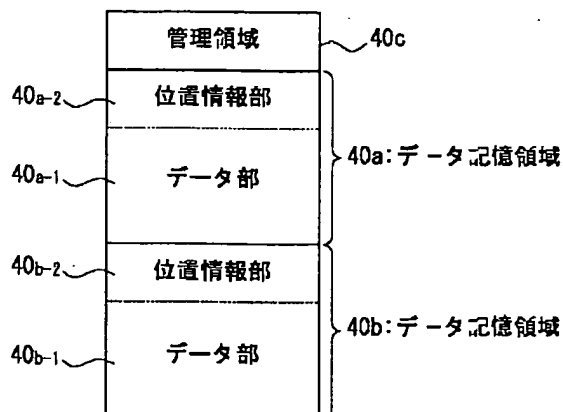 管理領域 40c
40a-2 位置情報部
40a-1 データ部 40a:データ記憶領域
40b-2 位置情報部
40b-1 データ部 40b:データ記憶領域